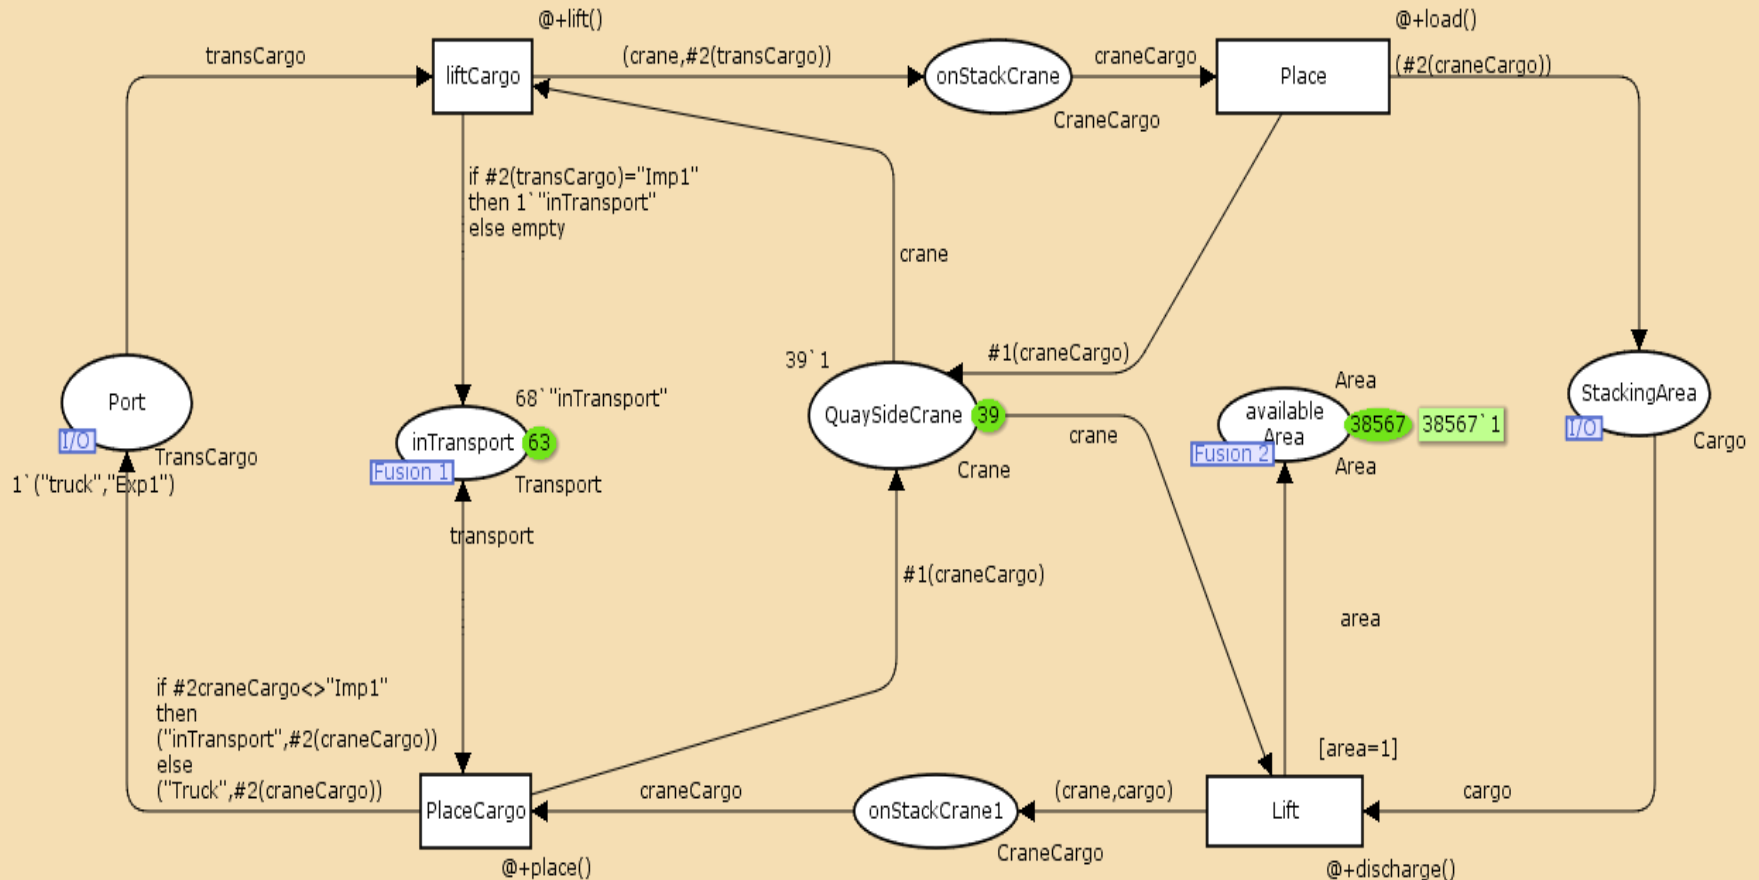 @+lift()
@+load()
transCargo
liftCargo
(crane,#2(transCargo))
onStackCrane
craneCargo
Place
(#2(craneCargo))
CraneCargo
if #2(transCargo)="Imp1"
then 1`"inTransport"
else empty
crane
39`1
#1(craneCargo)
68`"inTransport"
Port
I/O
TransCargo
1`("truck","Exp1")
inTransport
63
Fusion 1
Transport
transport
QuaySideCrane
39
Crane
crane
Area
available
Area
38567
38567`1
Fusion 2
Area
StackingArea
I/O
Cargo
#1(craneCargo)
area
if #2craneCargo<>"Imp1"
then
("inTransport",#2(craneCargo))
else
("Truck",#2(craneCargo))
[area=1]
PlaceCargo
craneCargo
onStackCrane1
(crane,cargo)
Lift
cargo
CraneCargo
@+place()
@+discharge()